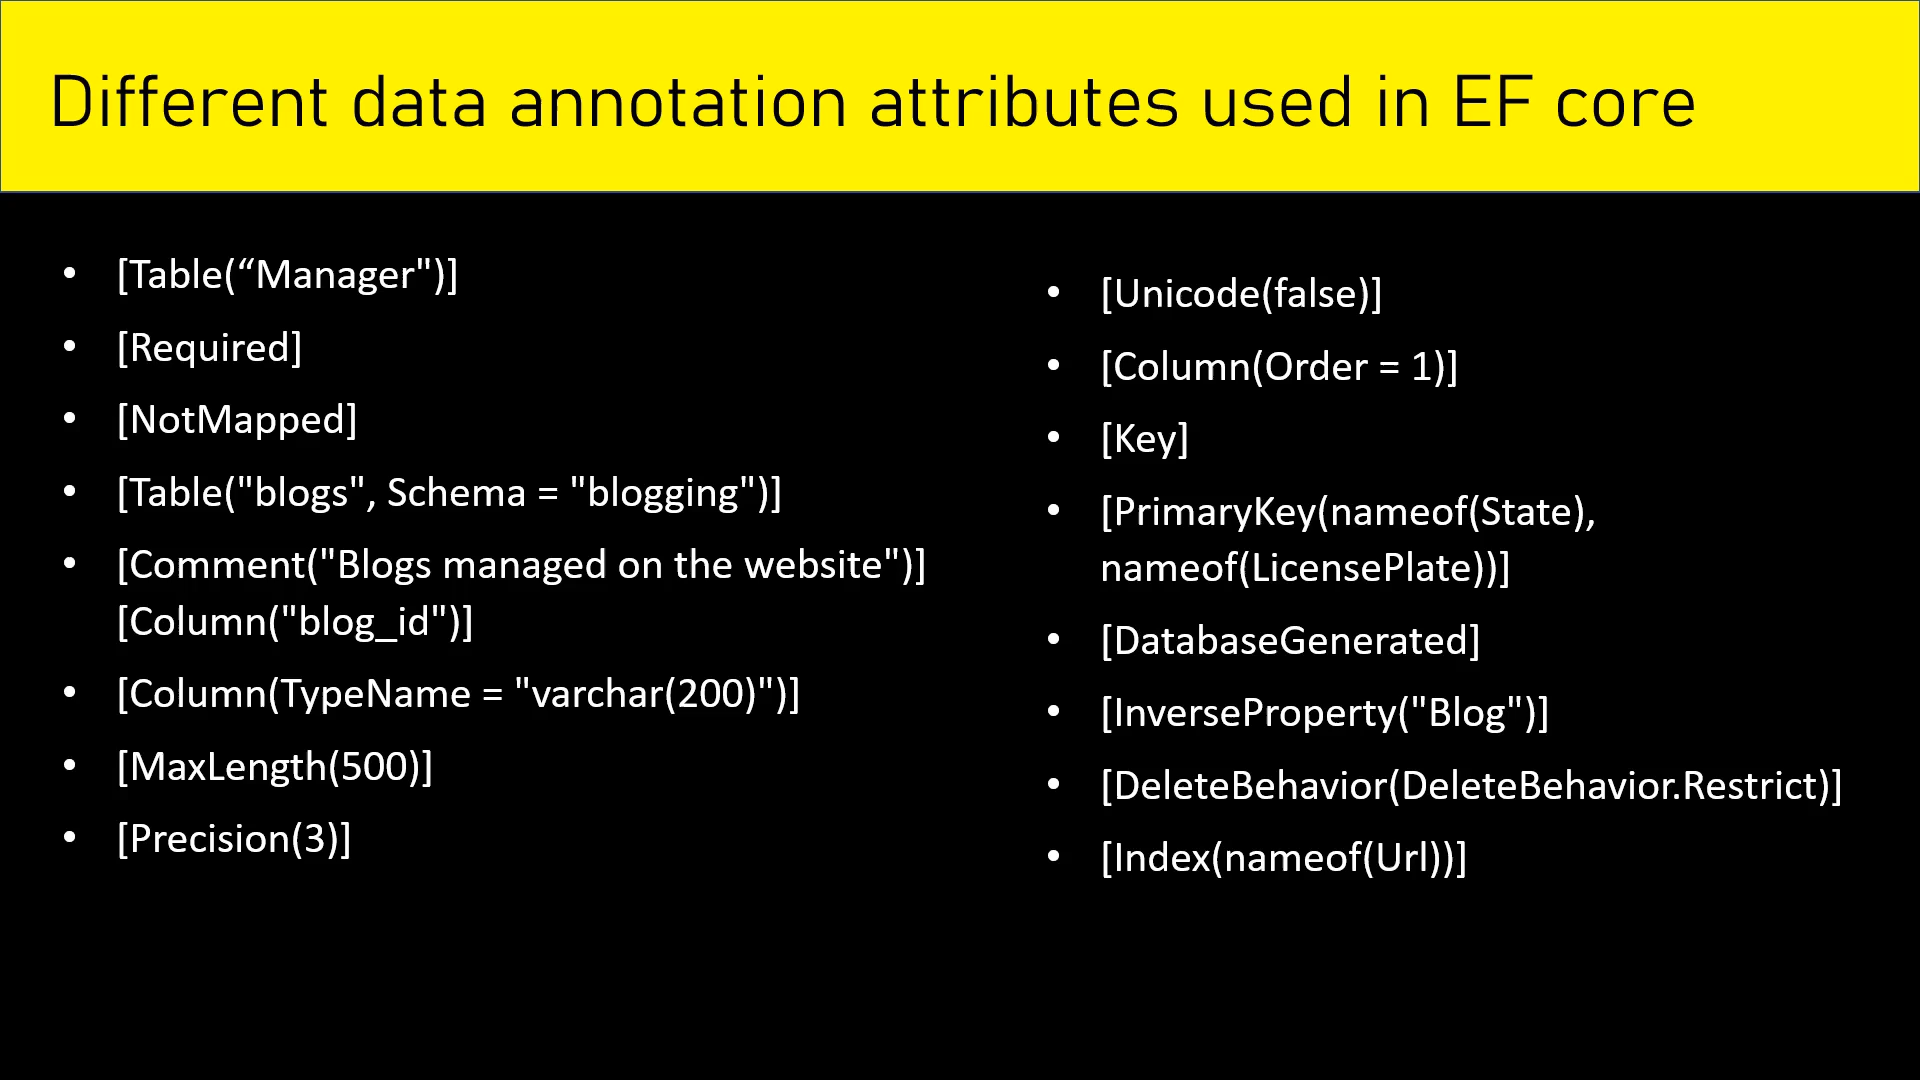 Different data annotation attributes used in EF core
• [Table(“Manager")]
• [Required]
• [NotMapped]
• [Table("blogs", Schema = "blogging")]
• [Comment("Blogs managed on the website")]
[Column("blog_id")]
• [Column(TypeName = "varchar(200)")]
• [MaxLength(500)]
• [Precision(3)]
• [Unicode(false)]
• [Column(Order = 1)]
• [Key]
• [PrimaryKey(nameof(State),
nameof(LicensePlate))]
• [DatabaseGenerated]
• [InverseProperty("Blog")]
• [DeleteBehavior(DeleteBehavior.Restrict)]
• [Index(nameof(Url))]